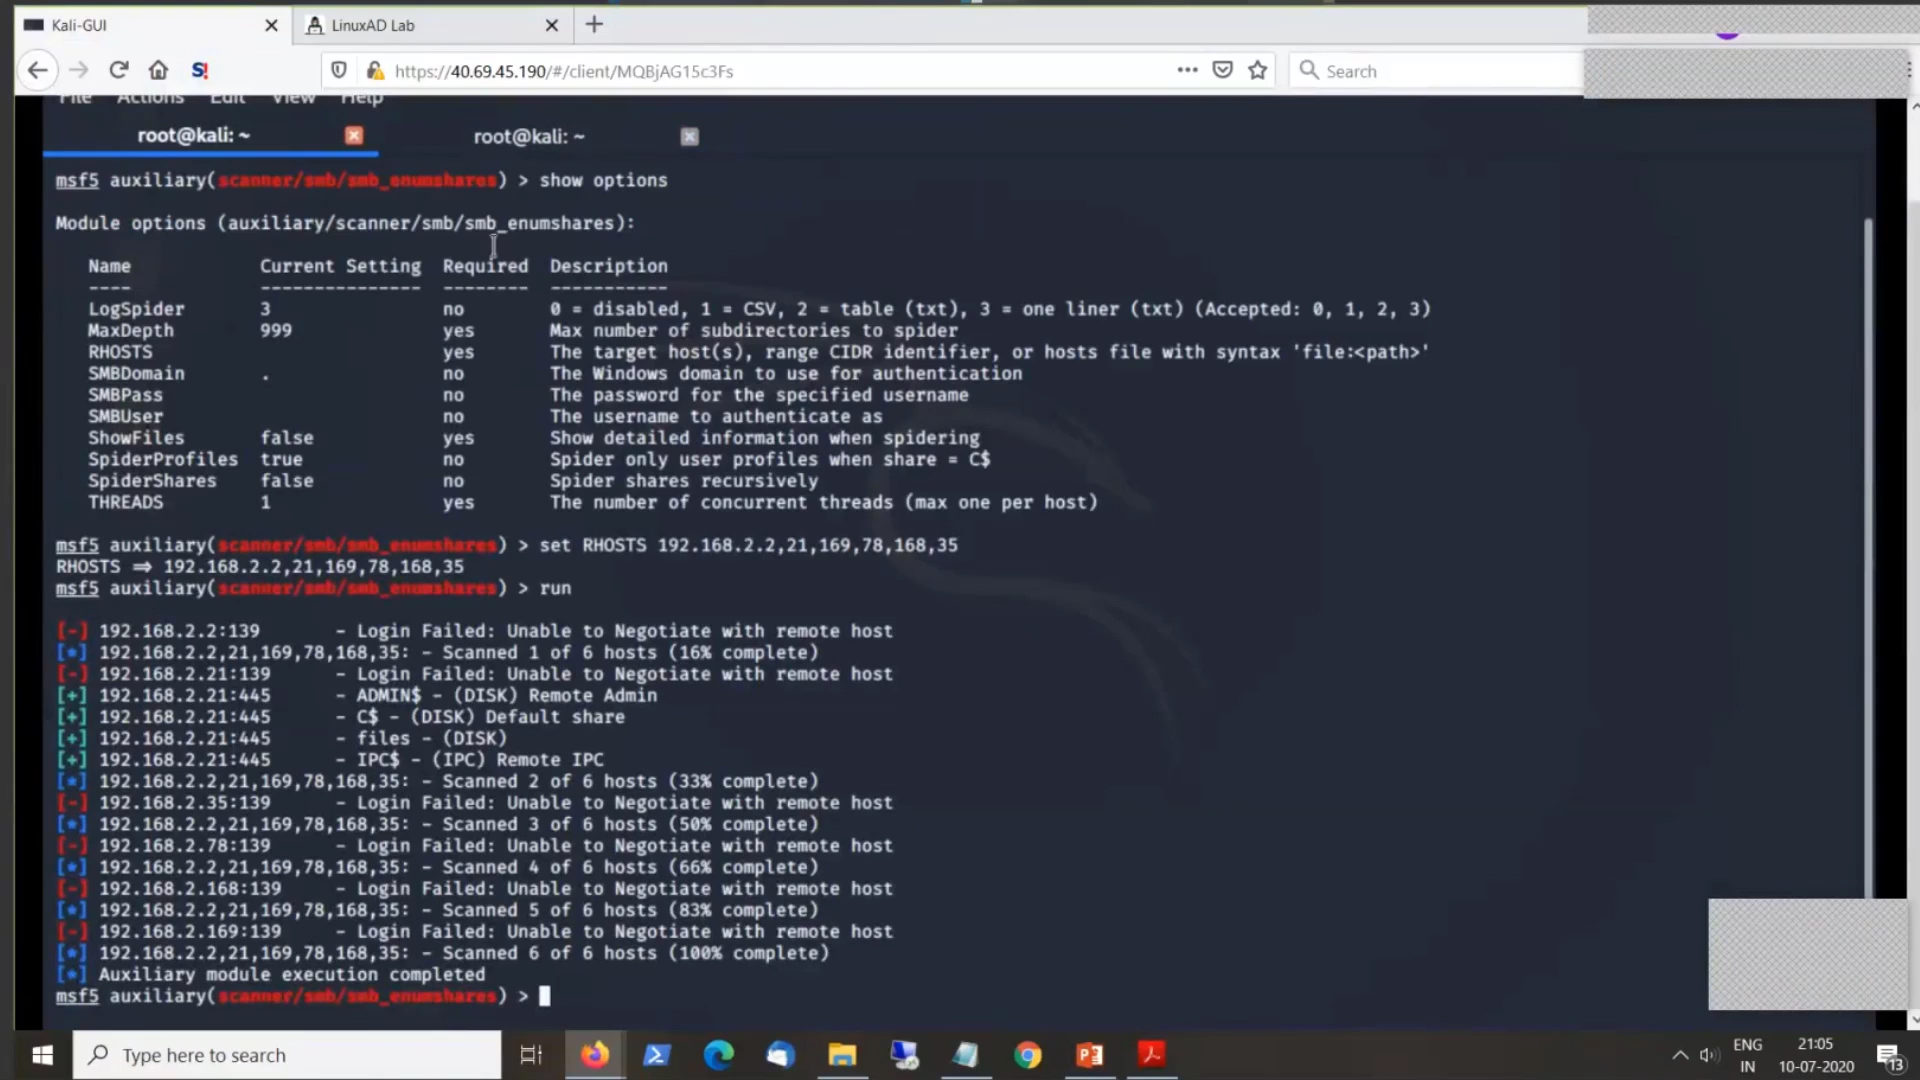 Kali-GUI
LinuxAD Lab
https://40.69.45.190/#/client/MQBjAG15c3Fs
Search
File Actions Edit View Help
root@kali: ~
root@kali: ~
msf5 auxiliary(scanner/smb/smb_enumshares) > show options
Module options (auxiliary/scanner/smb/smb_enumshares):
Name Current Setting Required Description
---- --------------- -------- -----------
LogSpider 3 no 0 = disabled, 1 = CSV, 2 = table (txt), 3 = one liner (txt) (Accepted: 0, 1, 2, 3)
MaxDepth 999 yes Max number of subdirectories to spider
RHOSTS yes The target host(s), range CIDR identifier, or hosts file with syntax 'file:<path>'
SMBDomain . no The Windows domain to use for authentication
SMBPass no The password for the specified username
SMBUser no The username to authenticate as
ShowFiles false yes Show detailed information when spidering
SpiderProfiles true no Spider only user profiles when share = C$
SpiderShares false no Spider shares recursively
THREADS 1 yes The number of concurrent threads (max one per host)
msf5 auxiliary(scanner/smb/smb_enumshares) > set RHOSTS 192.168.2.2,21,169,78,168,35
RHOSTS ⇒ 192.168.2.2,21,169,78,168,35
msf5 auxiliary(scanner/smb/smb_enumshares) > run
[-] 192.168.2.2:139 - Login Failed: Unable to Negotiate with remote host
[*] 192.168.2.2,21,169,78,168,35: - Scanned 1 of 6 hosts (16% complete)
[-] 192.168.2.21:139 - Login Failed: Unable to Negotiate with remote host
[+] 192.168.2.21:445 - ADMIN$ - (DISK) Remote Admin
[+] 192.168.2.21:445 - C$ - (DISK) Default share
[+] 192.168.2.21:445 - files - (DISK)
[+] 192.168.2.21:445 - IPC$ - (IPC) Remote IPC
[*] 192.168.2.2,21,169,78,168,35: - Scanned 2 of 6 hosts (33% complete)
[-] 192.168.2.35:139 - Login Failed: Unable to Negotiate with remote host
[*] 192.168.2.2,21,169,78,168,35: - Scanned 3 of 6 hosts (50% complete)
[-] 192.168.2.78:139 - Login Failed: Unable to Negotiate with remote host
[*] 192.168.2.2,21,169,78,168,35: - Scanned 4 of 6 hosts (66% complete)
[-] 192.168.2.168:139 - Login Failed: Unable to Negotiate with remote host
[*] 192.168.2.2,21,169,78,168,35: - Scanned 5 of 6 hosts (83% complete)
[-] 192.168.2.169:139 - Login Failed: Unable to Negotiate with remote host
[*] 192.168.2.2,21,169,78,168,35: - Scanned 6 of 6 hosts (100% complete)
[*] Auxiliary module execution completed
msf5 auxiliary(scanner/smb/smb_enumshares) >
Type here to search
ENG
IN
21:05
10-07-2020
13